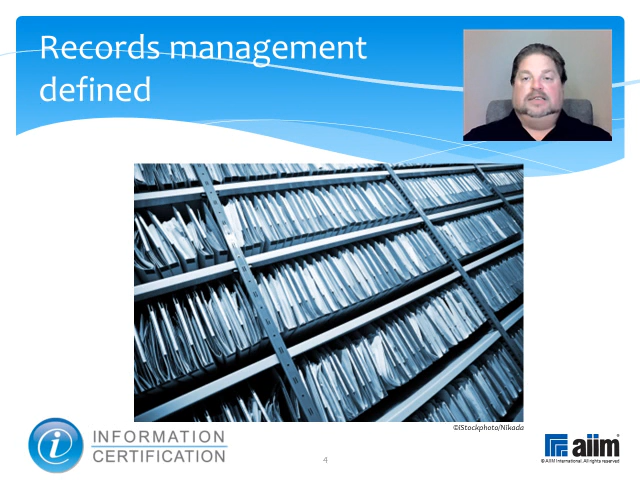 Records management
defined
©iStockphoto/Nikada
i INFORMATION
CERTIFICATION
4
aiim
© AIIM International, All rights reserved